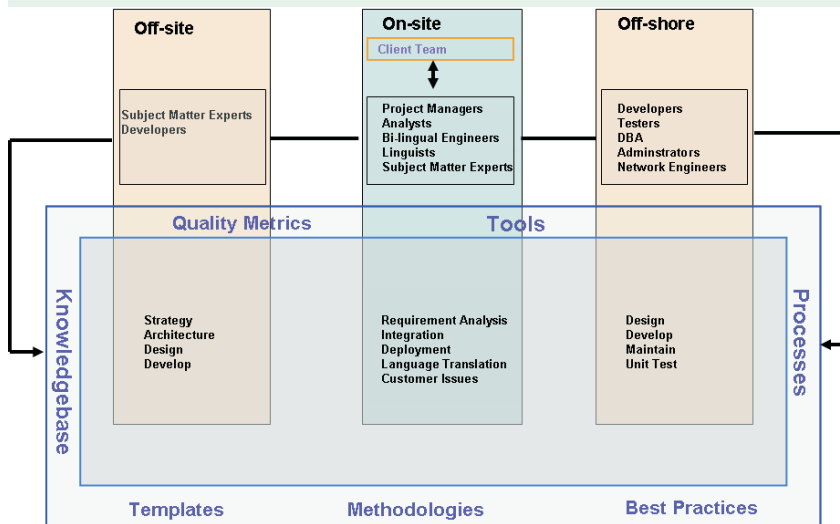 Off-site
On-site
Off-shore
Client Team
Subject Matter Experts
Developers
Project Managers
Analysts
Bi-lingual Engineers
Linguists
Subject Matter Experts
Developers
Testers
DBA
Adminstrators
Network Engineers
Quality Metrics
Tools
Knowledgebase
Processes
Strategy
Architecture
Design
Develop
Requirement Analysis
Integration
Deployment
Language Translation
Customer Issues
Design
Develop
Maintain
Unit Test
Templates
Methodologies
Best Practices